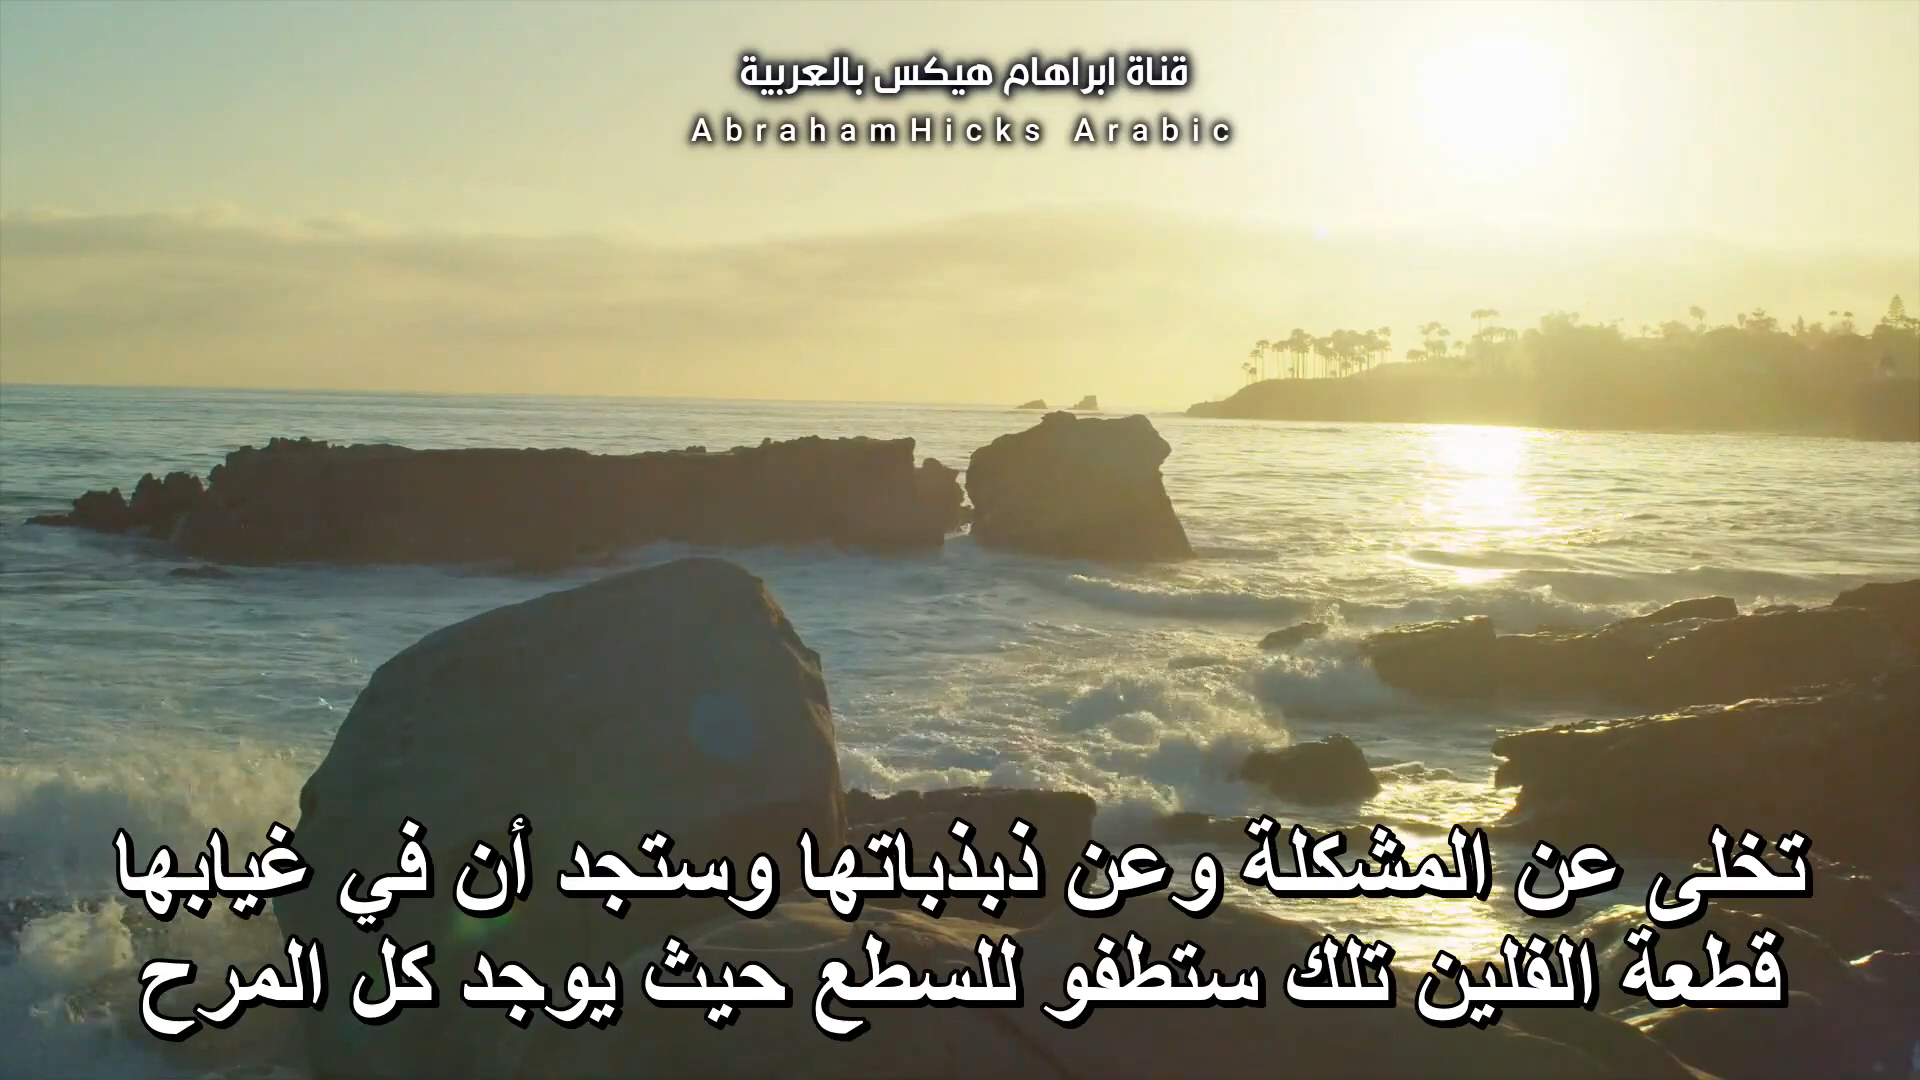 قناة ابراهام هيكس بالعربية
AbrahamHicks Arabic
تخلى عن المشكلة وعن ذبذباتها وستجد أن في غيابها
قطعة الفلين تلك ستطفو للسطع حيث يوجد كل المرح